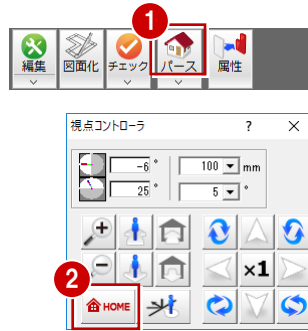 1
編集
図面化
チェック
パース
属性
視点コントローラ ? ×
-6 °
100 mm
25 °
5 °
×1
2
HOME